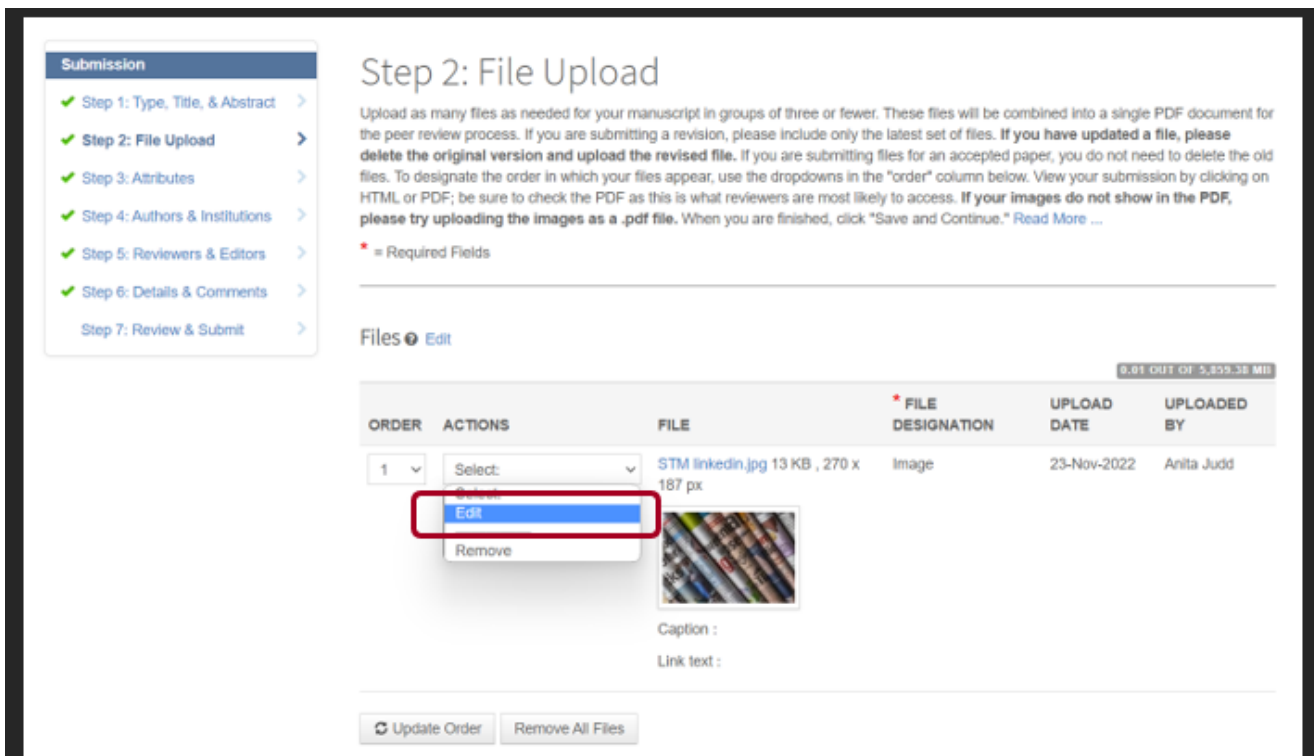 Submission
Step 1: Type, Title, & Abstract
Step 2: File Upload
Step 3: Attributes
Step 4: Authors & Institutions
Step 5: Reviewers & Editors
Step 6: Details & Comments
Step 7: Review & Submit
Step 2: File Upload
Upload as many files as needed for your manuscript in groups of three or fewer. These files will be combined into a single PDF document for
the peer review process. If you are submitting a revision, please include only the latest set of files. If you have updated a file, please
delete the original version and upload the revised file. If you are submitting files for an accepted paper, you do not need to delete the old
files. To designate the order in which your files appear, use the dropdowns in the "order" column below. View your submission by clicking on
HTML or PDF; be sure to check the PDF as this is what reviewers are most likely to access. If your images do not show in the PDF,
please try uploading the images as a .pdf file. When you are finished, click "Save and Continue." Read More ...
* = Required Fields
Files Edit
0.01 OUT OF 5,859.38 MB
ORDER ACTIONS FILE * FILE DESIGNATION UPLOAD DATE UPLOADED BY
1 Select: STM linkedin.jpg 13 KB , 270 x Image 23-Nov-2022 Anita Judd
187 px
Select:
Edit
Remove
Caption :
Link text :
Update Order Remove All Files